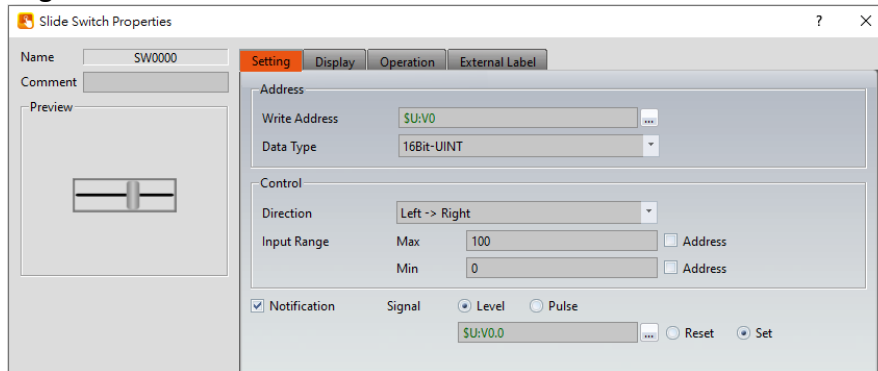 Slide Switch Properties ? ×
Name SW0000
Comment
Preview
Setting Display Operation External Label
Address
Write Address $U:V0 ...
Data Type 16Bit-UINT
Control
Direction Left -> Right
Input Range Max 100 Address
Min 0 Address
Notification Signal Level Pulse
$U:V0.0 ... Reset Set